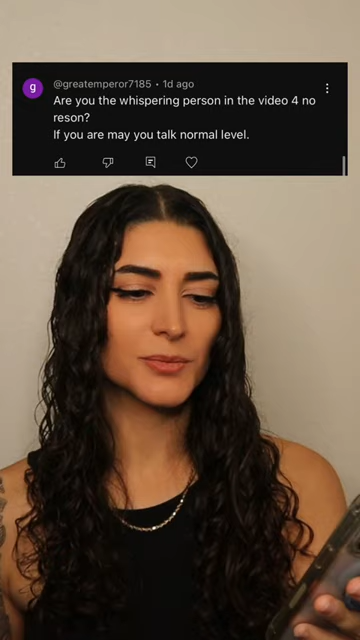 g
@greatemperor7185 • 1d ago
Are you the whispering person in the video 4 no
reson?
If you are may you talk normal level.